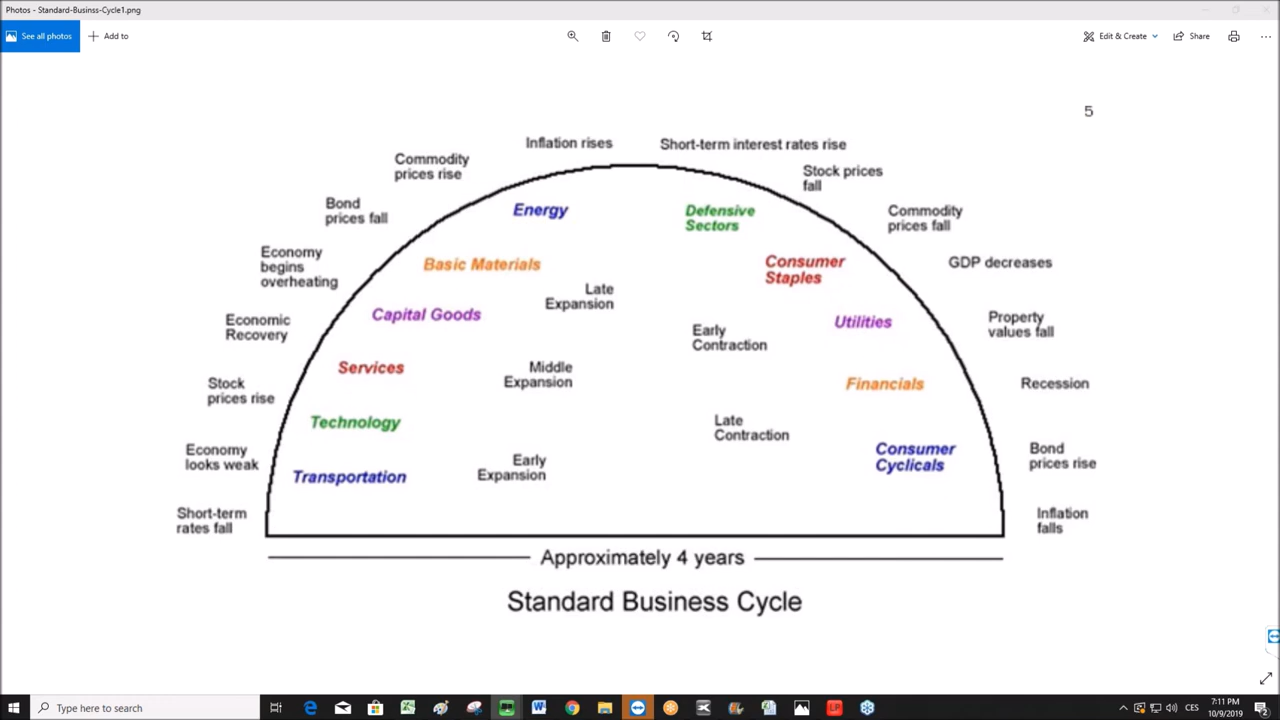 Photos - Standard-Businss-Cycle1.png
See all photos
Add to
Edit & Create
Share
5
Inflation rises
Short-term interest rates rise
Commodity
prices rise
Stock prices
fall
Bond
prices fall
Energy
Defensive
Sectors
Commodity
prices fall
Economy
begins
overheating
Basic Materials
Consumer
Staples
GDP decreases
Late
Expansion
Capital Goods
Economic
Recovery
Early
Contraction
Utilities
Property
values fall
Services
Middle
Expansion
Financials
Recession
Stock
prices rise
Technology
Late
Contraction
Economy
looks weak
Consumer
Cyclicals
Bond
prices rise
Transportation
Early
Expansion
Short-term
rates fall
Inflation
falls
Approximately 4 years
Standard Business Cycle
Type here to search
CES
7:11 PM
10/9/2019